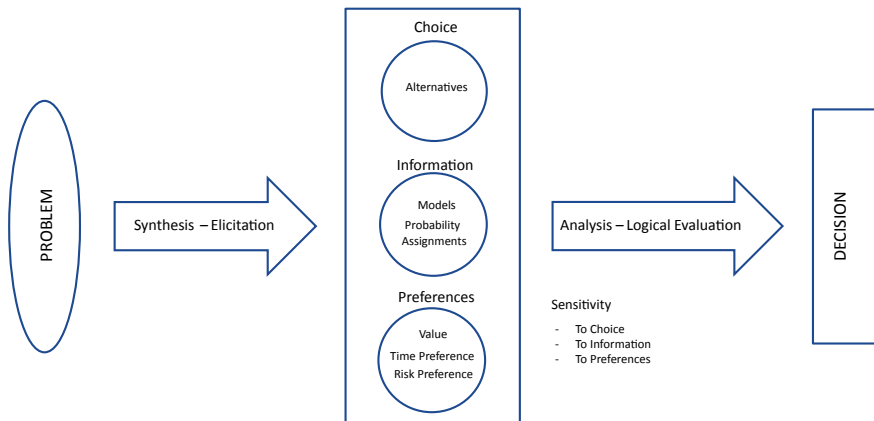 PROBLEM
Synthesis – Elicitation
Choice
Alternatives
Information
Models
Probability
Assignments
Preferences
Value
Time Preference
Risk Preference
Analysis – Logical Evaluation
Sensitivity
- To Choice
- To Information
- To Preferences
DECISION